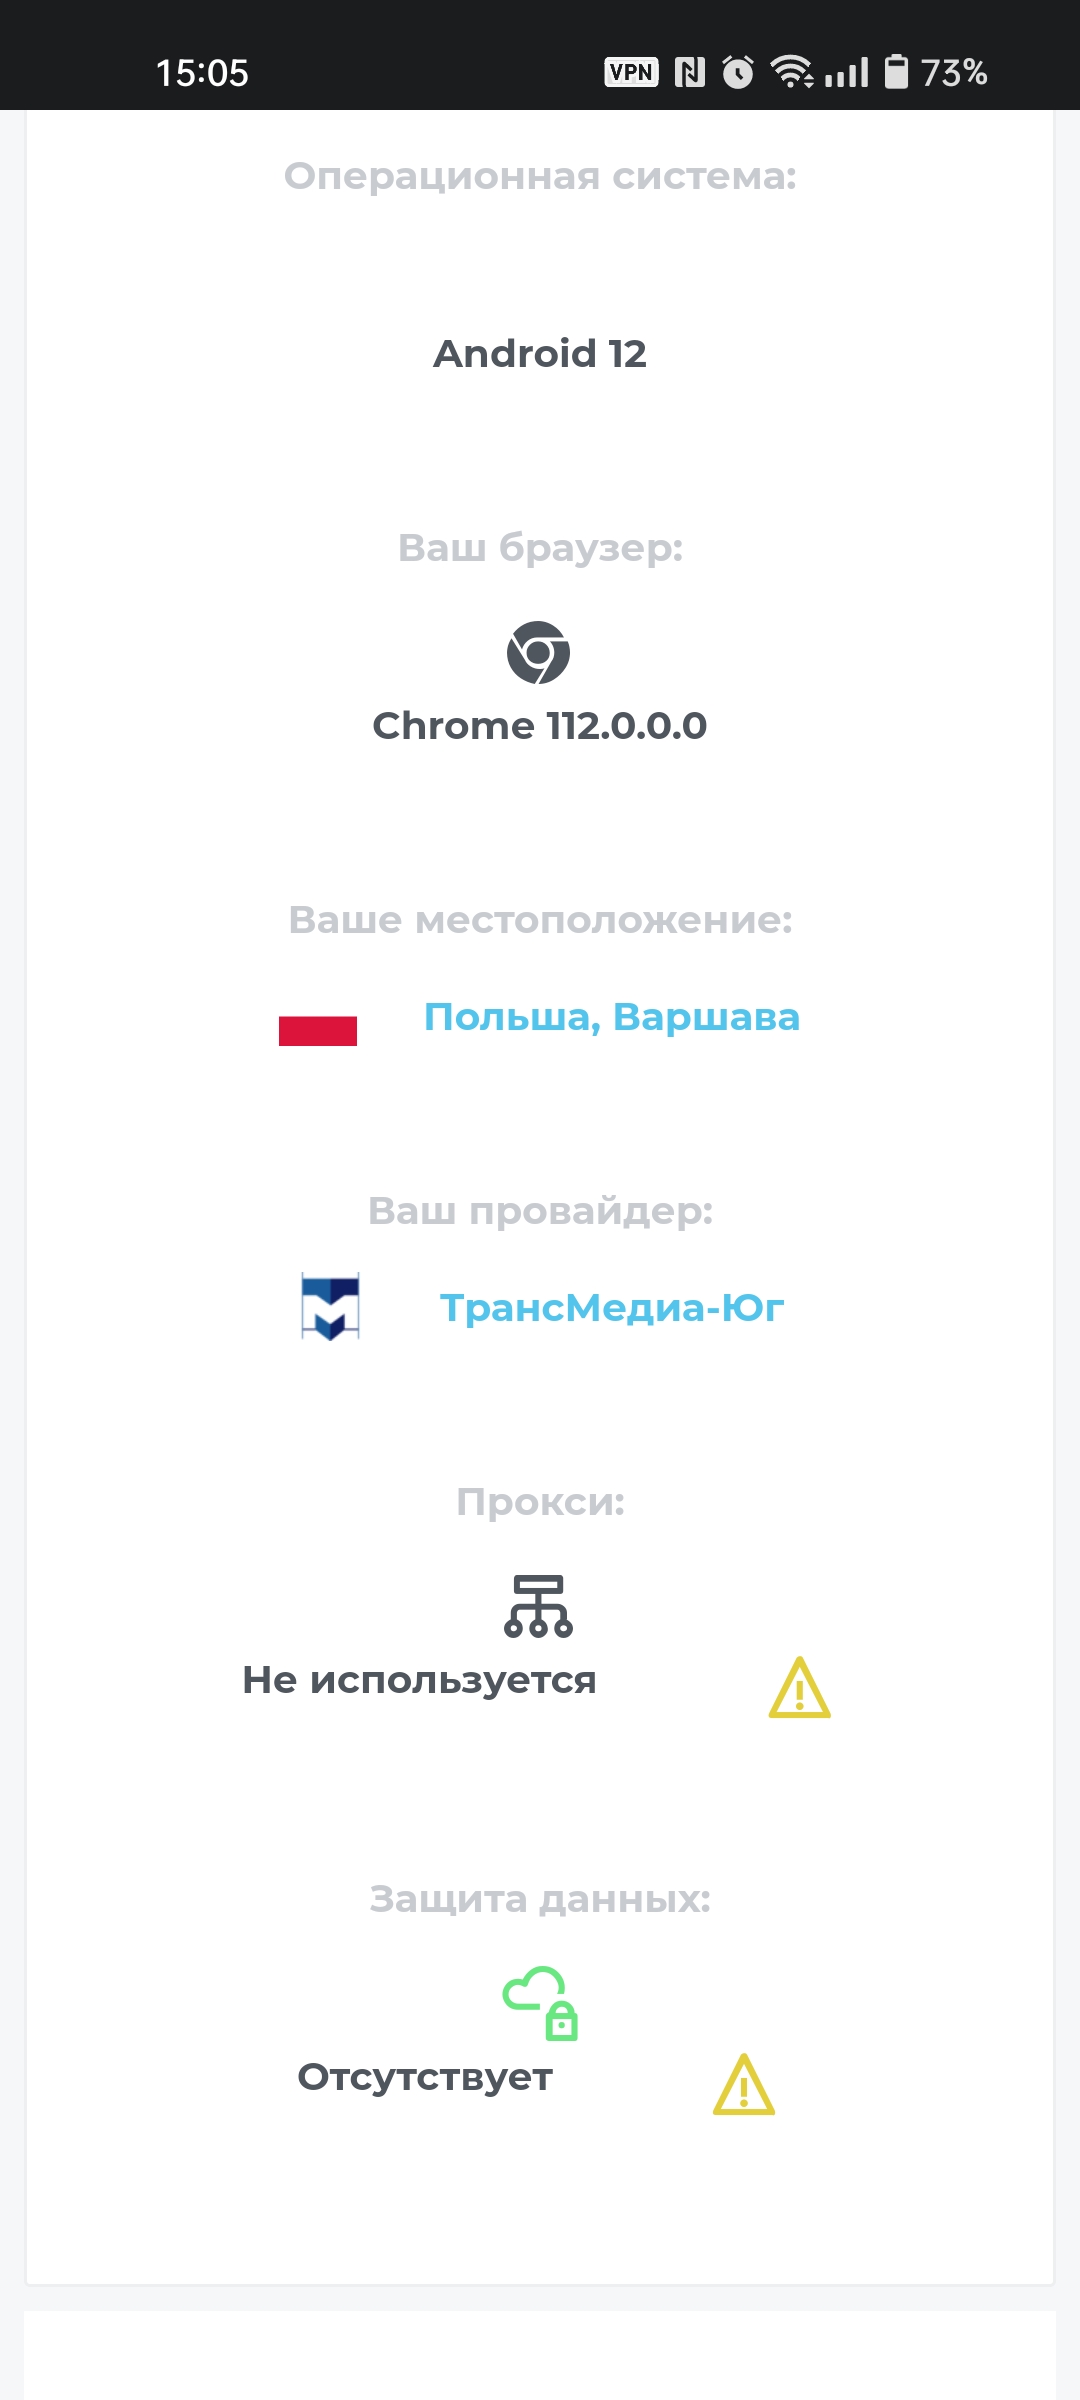 15:05
VPN
73%
Операционная система:
Android 12
Ваш браузер:
Chrome 112.0.0.0
Ваше местоположение:
Польша, Варшава
Ваш провайдер:
ТрансМедиа-Юг
Прокси:
Не используется
Защита данных:
Отсутствует